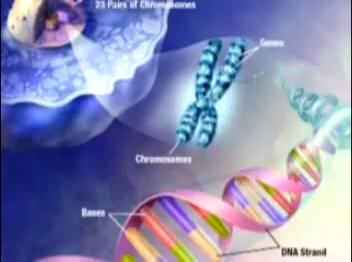 23 Pairs of Chromosomes
Genes
Chromosomes
Bases
DNA Strand